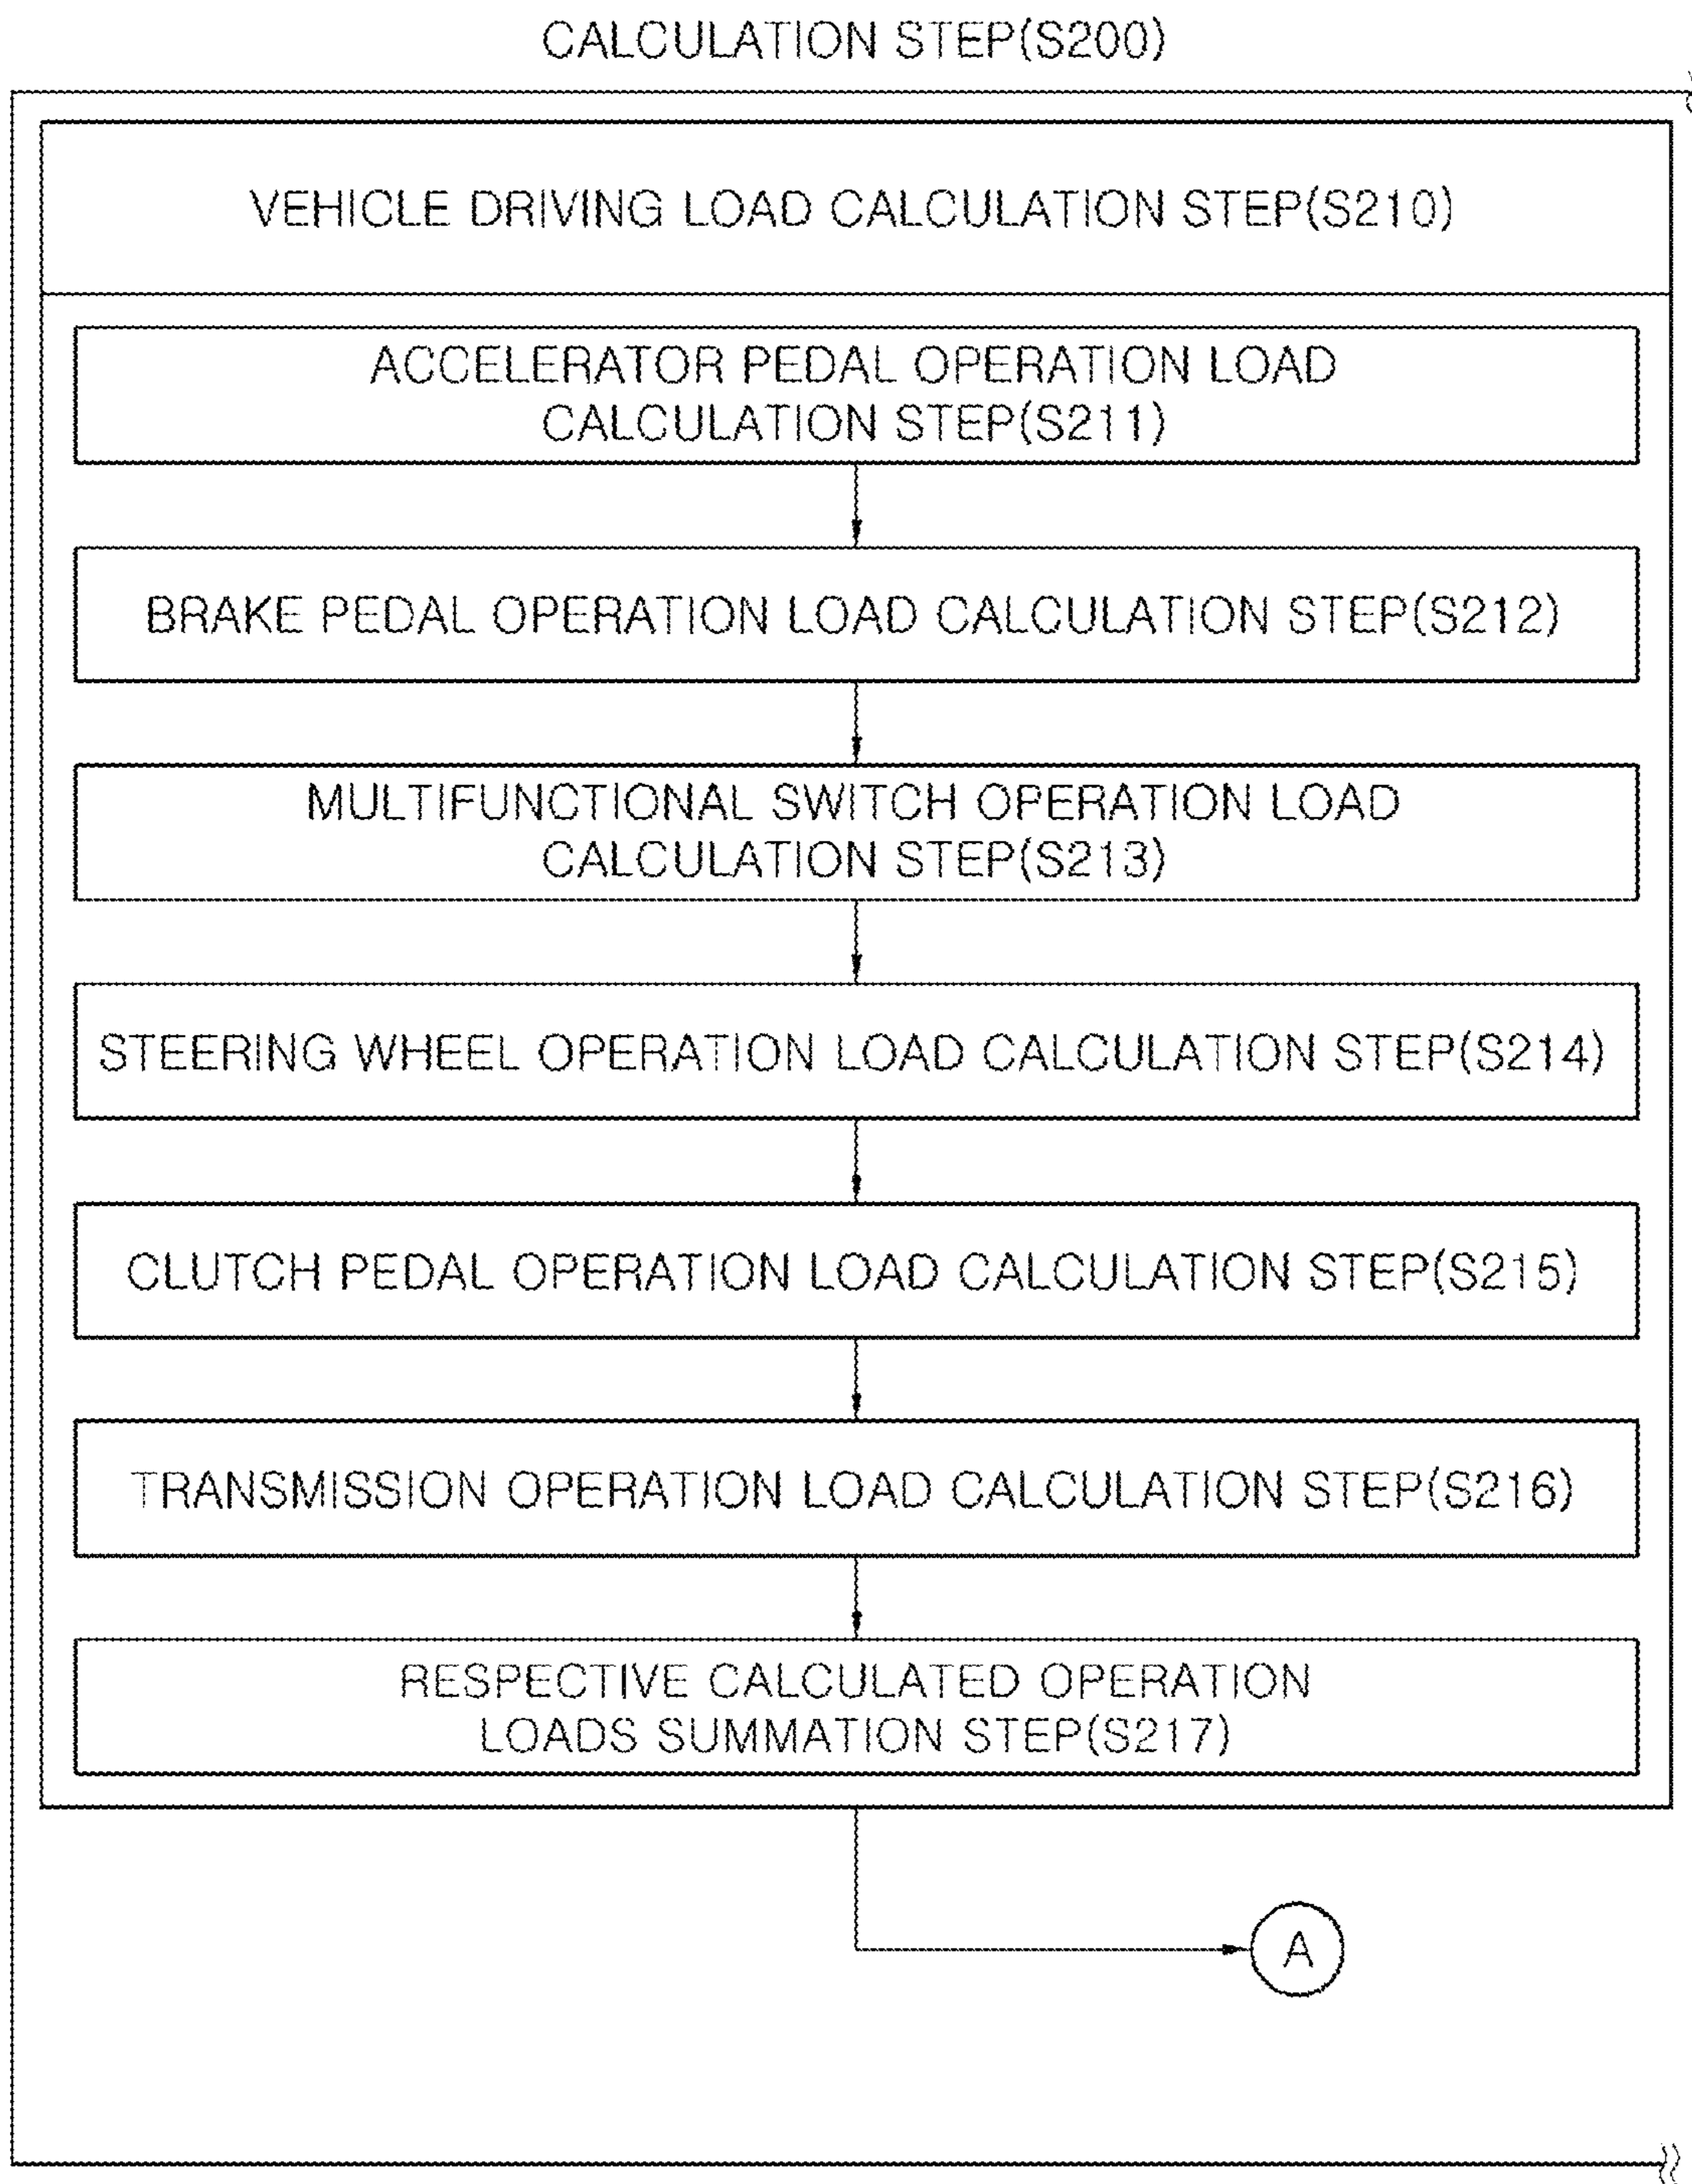 CALCULATION STEP(S200)
VEHICLE DRIVING LOAD CALCULATION STEP(S210)
ACCELERATOR PEDAL OPERATION LOAD
CALCULATION STEP(S211)
BRAKE PEDAL OPERATION LOAD CALCULATION STEP(S212)
MULTIFUNCTIONAL SWITCH OPERATION LOAD
CALCULATION STEP(S213)
STEERING WHEEL OPERATION LOAD CALCULATION STEP(S214)
CLUTCH PEDAL OPERATION LOAD CALCULATION STEP(S215)
TRANSMISSION OPERATION LOAD CALCULATION STEP(S216)
RESPECTIVE CALCULATED OPERATION
LOADS SUMMATION STEP(S217)
A